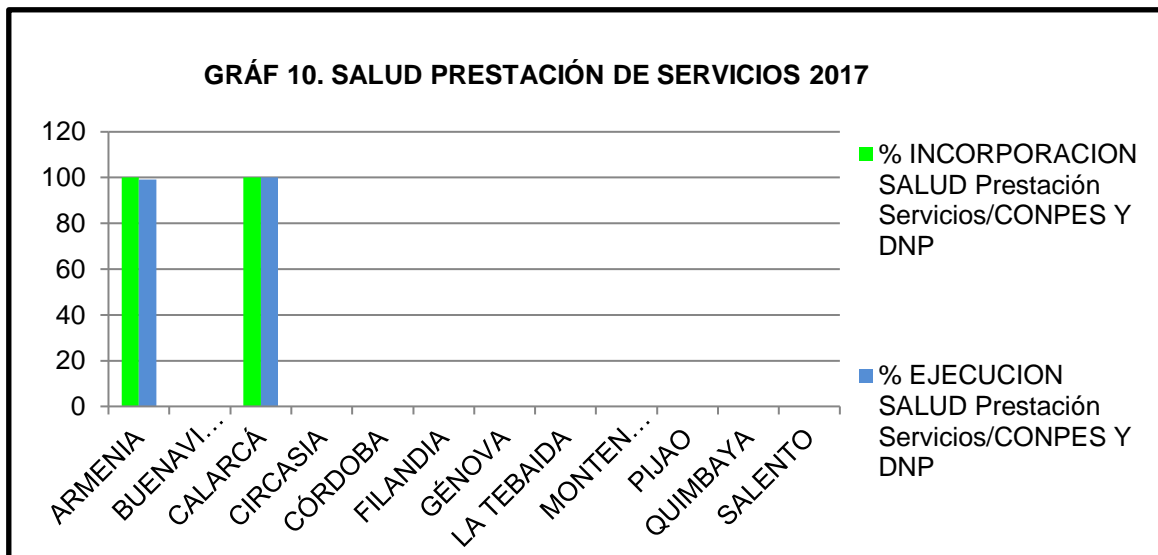 GRÁF 10. SALUD PRESTACIÓN DE SERVICIOS 2017
120
100
80
60
40
20
0
ARMENIA
BUENAVI...
CALARCÁ
CIRCASIA
CÓRDOBA
FILANDIA
GÉNOVA
LA TEBAIDA
MONTEN...
PIJAO
QUIMBAYA
SALENTO
% INCORPORACION
SALUD Prestación
Servicios/CONPES Y
DNP
% EJECUCION
SALUD Prestación
Servicios/CONPES Y
DNP